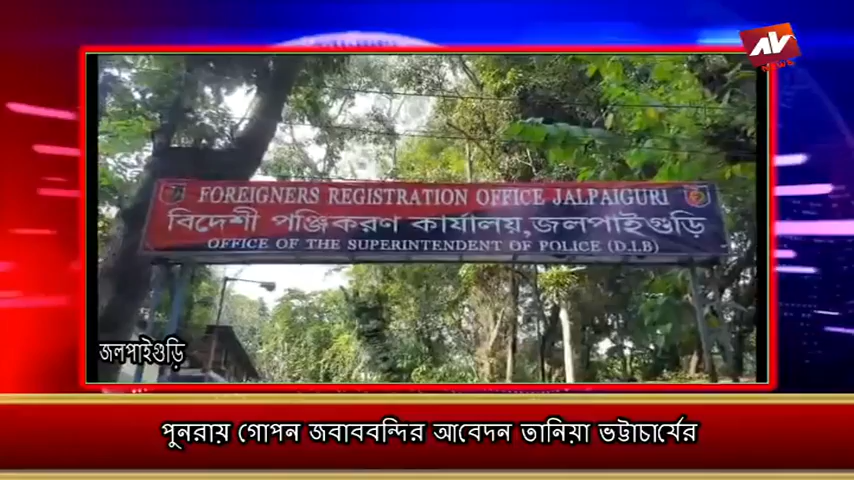 AV
FOREIGNERS REGISTRATION OFFICE JALPAIGURI
বিদেশী পঞ্জিকরণ কার্যালয়,জলপাইগুড়ি
OFFICE OF THE SUPERINTENDENT OF POLICE (D.I.B)
জলপাইগুড়ি
পুনরায় গোপন জবাববন্দির আবেদন তানিয়া ভট্টাচার্যের